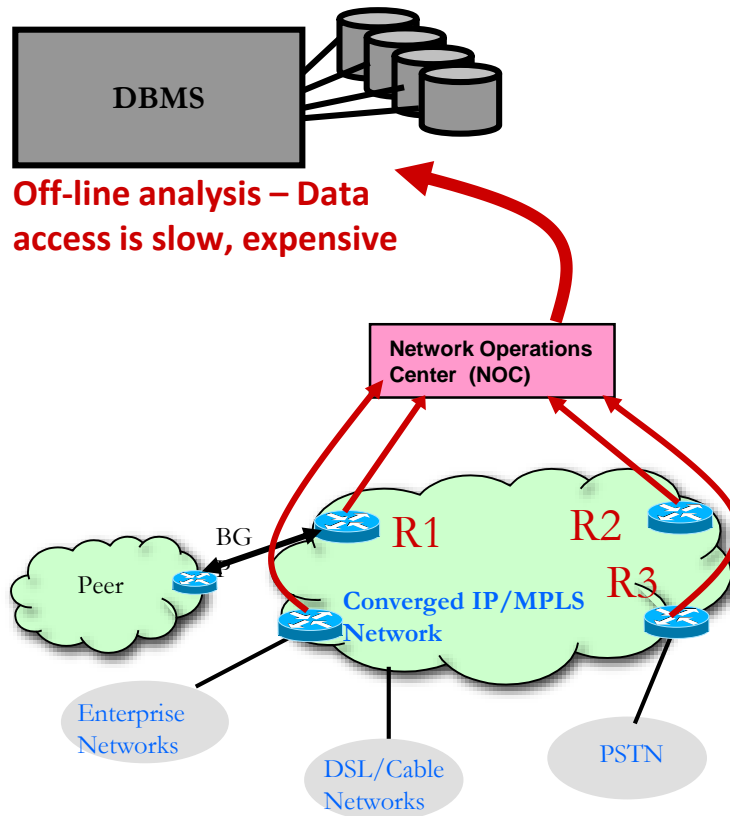 DBMS
Off-line analysis – Data
access is slow, expensive
Network Operations
Center (NOC)
BG
P
R1
R2
Peer
R3
Converged IP/MPLS
Network
Enterprise
Networks
DSL/Cable
Networks
PSTN